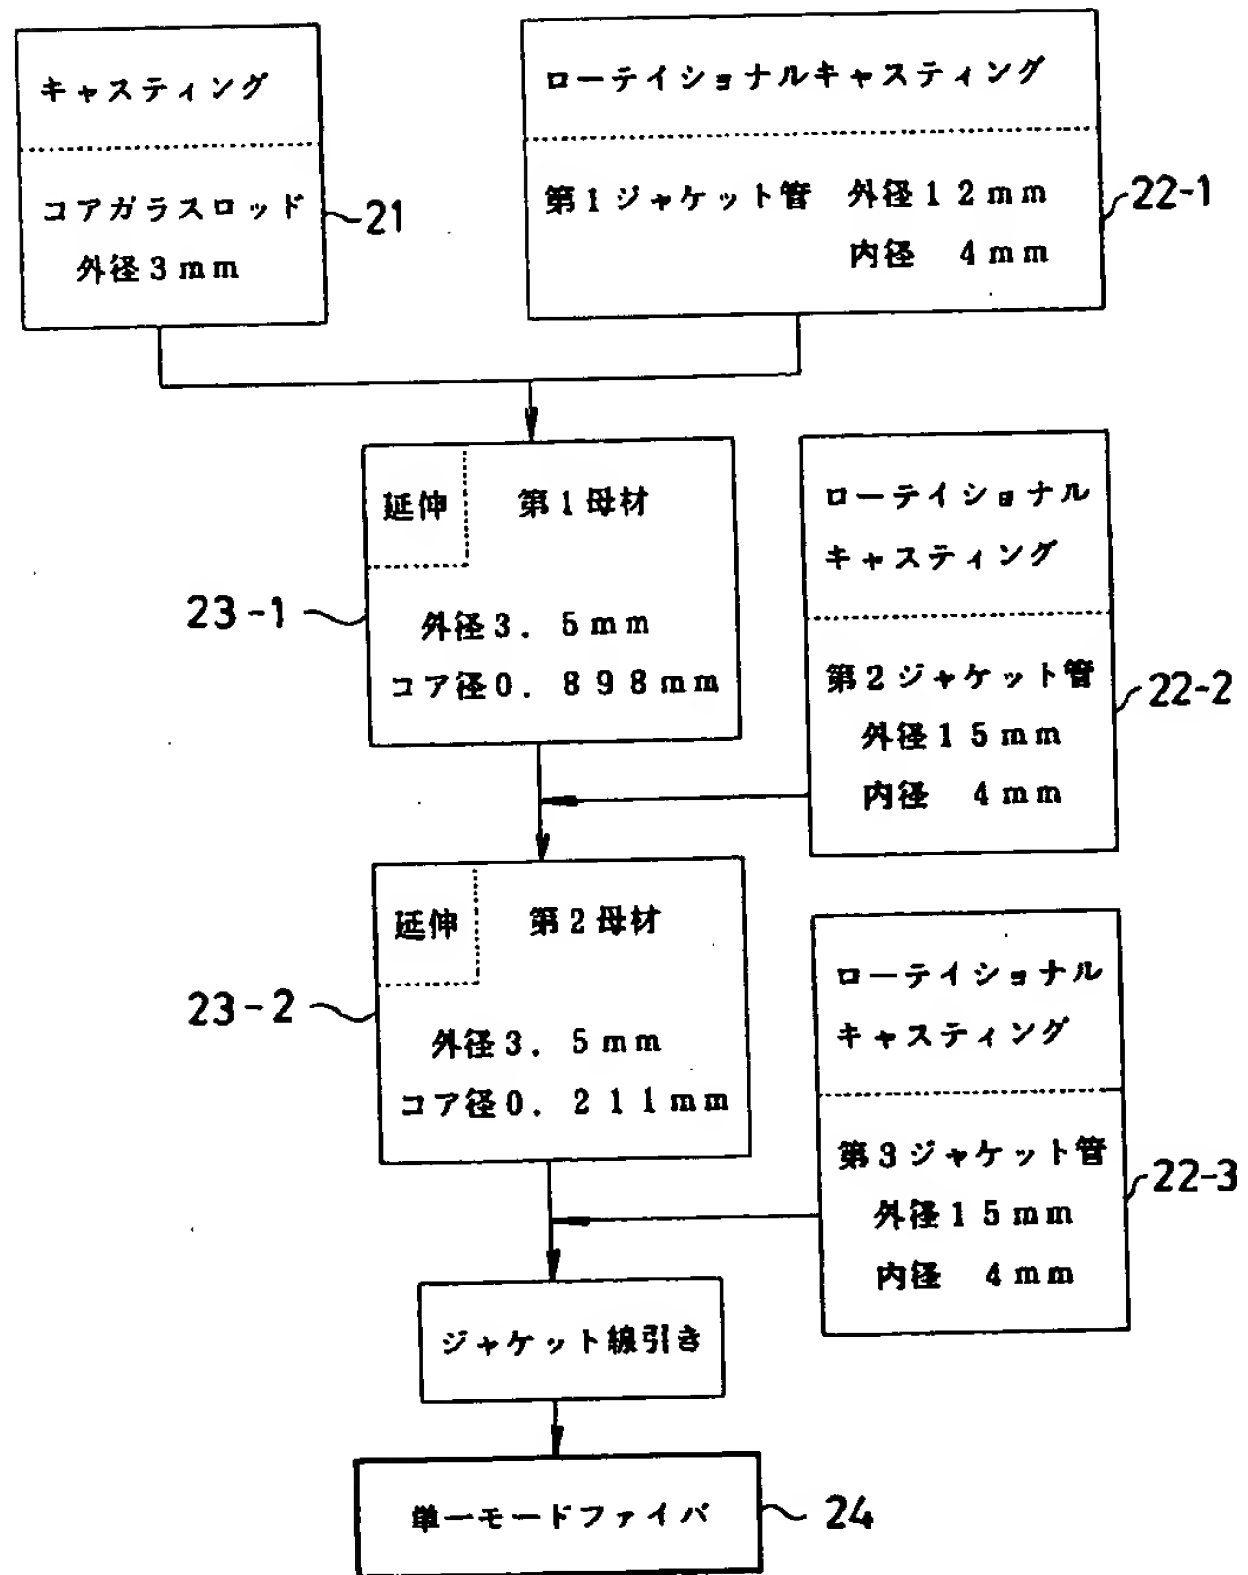 キャスティング
コアガラスロッド
外径3mm
21
ローテイショナルキャスティング
第1ジャケット管 外径12mm
内径 4mm
22-1
延伸 第1母材
外径3.5mm
コア径0.898mm
23-1
ローテイショナル
キャスティング
第2ジャケット管
外径15mm
内径 4mm
22-2
延伸 第2母材
外径3.5mm
コア径0.211mm
23-2
ローテイショナル
キャスティング
第3ジャケット管
外径15mm
内径 4mm
22-3
ジャケット線引き
単一モードファイバ
24